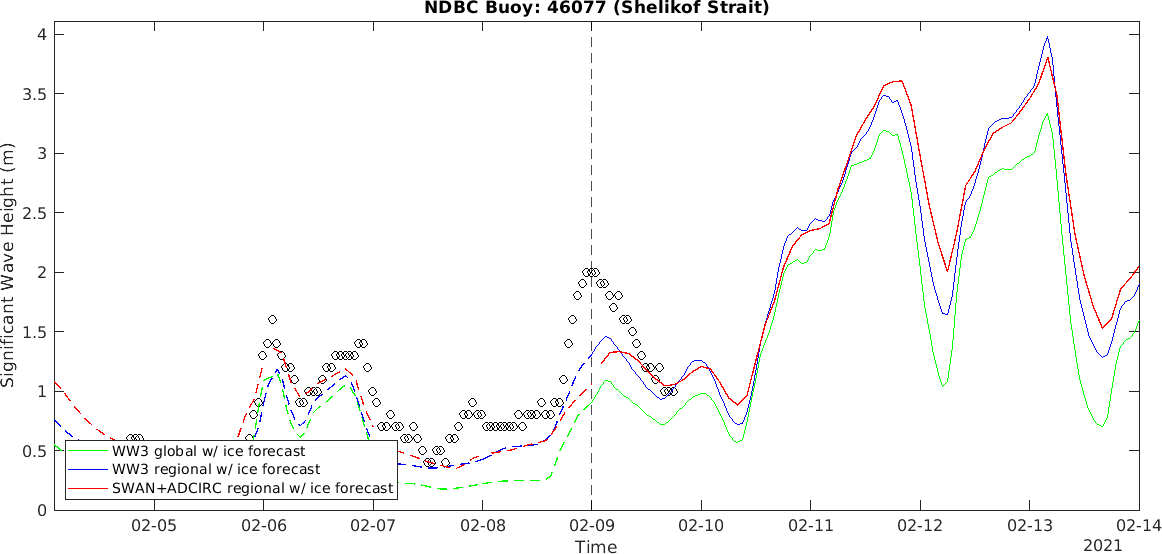 NDBC Buoy: 46077 (Shelikof Strait)
Significant Wave Height (m)
4
3.5
3
2.5
2
1.5
1
0.5
0
WW3 global w/ ice forecast
WW3 regional w/ ice forecast
SWAN+ADCIRC regional w/ ice forecast
02-05 02-06 02-07 02-08 02-09 02-10 02-11 02-12 02-13 02-14
Time
2021